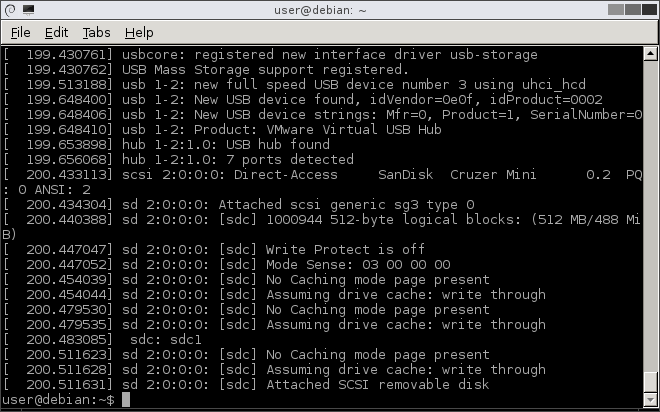 user@debian: ~
File Edit Tabs Help
[  199.430761] usbcore: registered new interface driver usb-storage
[  199.430762] USB Mass Storage support registered.
[  199.513188] usb 1-2: new full speed USB device number 3 using uhci_hcd
[  199.648400] usb 1-2: New USB device found, idVendor=0e0f, idProduct=0002
[  199.648406] usb 1-2: New USB device strings: Mfr=0, Product=1, SerialNumber=0
[  199.648410] usb 1-2: Product: VMware Virtual USB Hub
[  199.653898] hub 1-2:1.0: USB hub found
[  199.656068] hub 1-2:1.0: 7 ports detected
[  200.433113] scsi 2:0:0:0: Direct-Access     SanDisk  Cruzer Mini      0.2  PQ
: 0 ANSI: 2
[  200.434304] sd 2:0:0:0: Attached scsi generic sg3 type 0
[  200.440388] sd 2:0:0:0: [sdc] 1000944 512-byte logical blocks: (512 MB/488 Mi
B)
[  200.447047] sd 2:0:0:0: [sdc] Write Protect is off
[  200.447052] sd 2:0:0:0: [sdc] Mode Sense: 03 00 00 00
[  200.454039] sd 2:0:0:0: [sdc] No Caching mode page present
[  200.454044] sd 2:0:0:0: [sdc] Assuming drive cache: write through
[  200.479530] sd 2:0:0:0: [sdc] No Caching mode page present
[  200.479535] sd 2:0:0:0: [sdc] Assuming drive cache: write through
[  200.483085]  sdc: sdc1
[  200.511623] sd 2:0:0:0: [sdc] No Caching mode page present
[  200.511628] sd 2:0:0:0: [sdc] Assuming drive cache: write through
[  200.511631] sd 2:0:0:0: [sdc] Attached SCSI removable disk
user@debian:~$